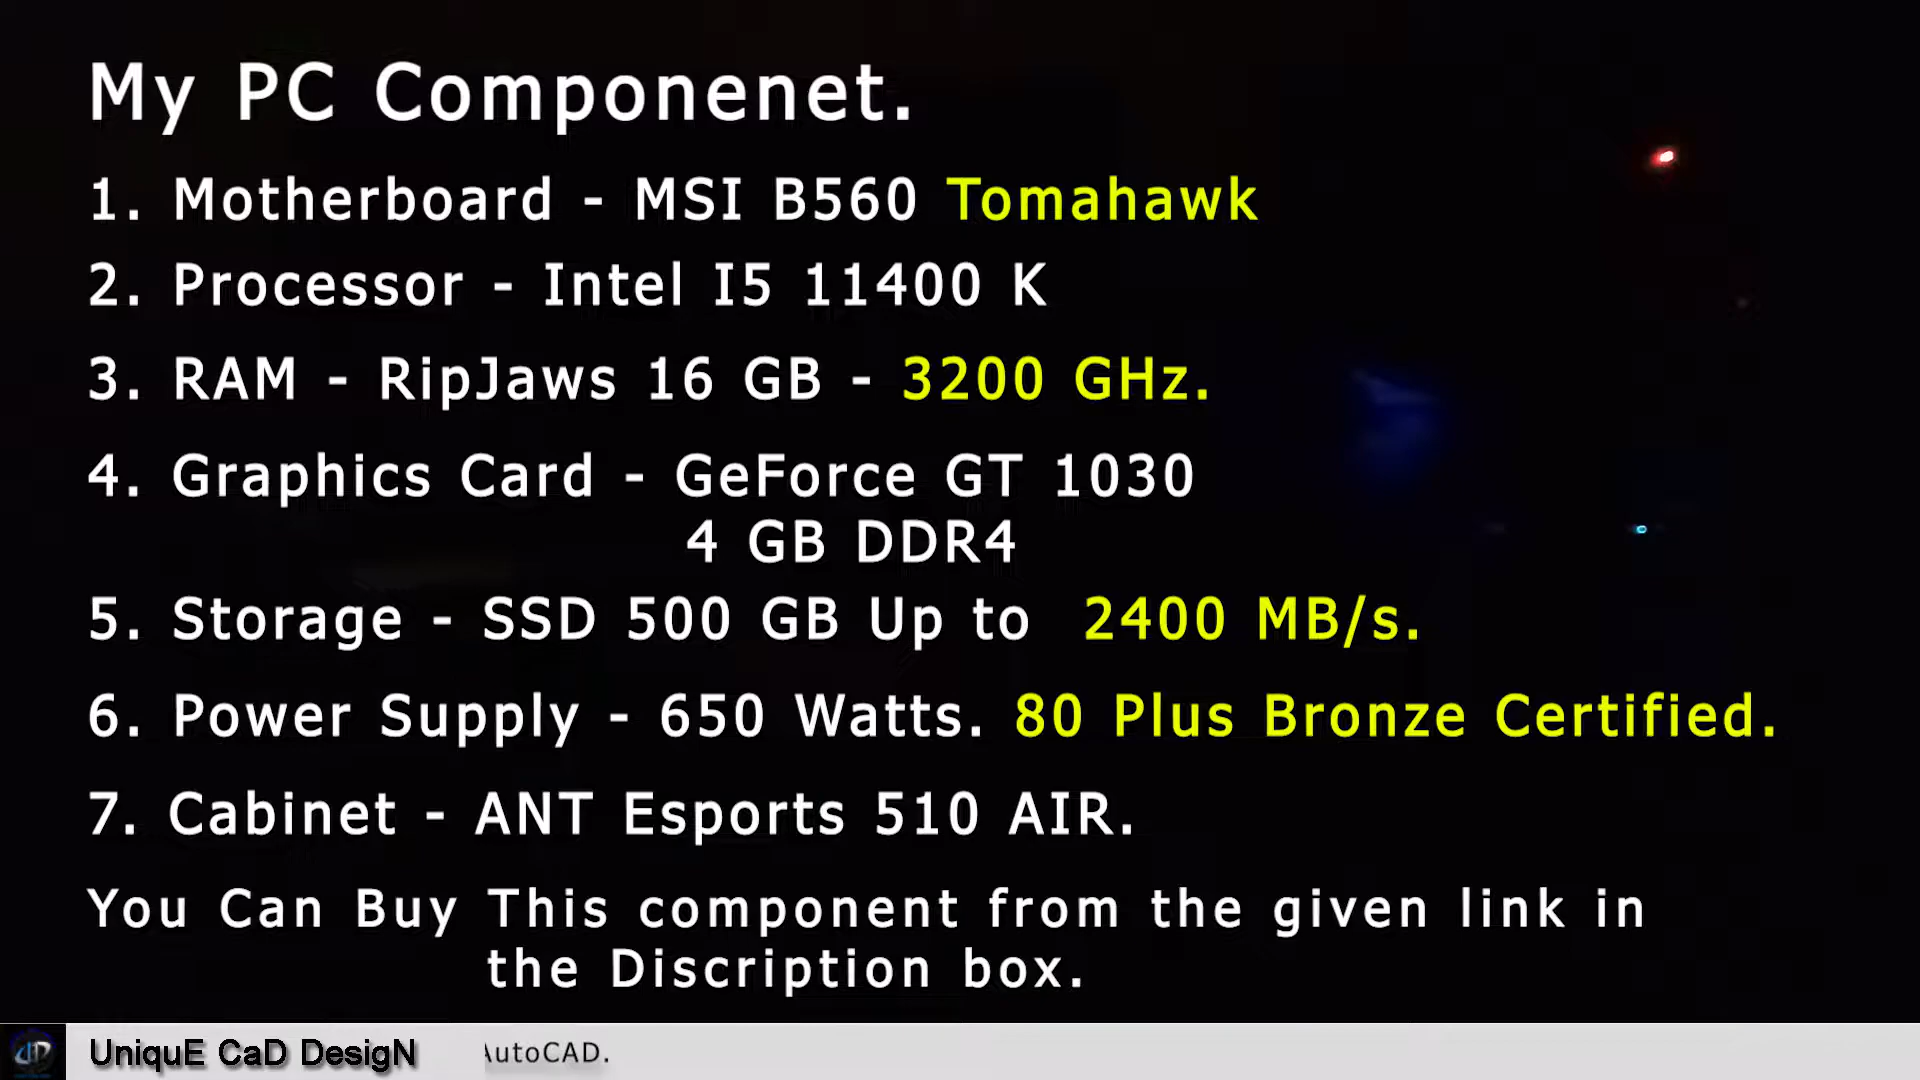 My PC Componenet.
1. Motherboard - MSI B560 Tomahawk
2. Processor - Intel I5 11400 K
3. RAM - RipJaws 16 GB - 3200 GHz.
4. Graphics Card - GeForce GT 1030
4 GB DDR4
5. Storage - SSD 500 GB Up to 2400 MB/s.
6. Power Supply - 650 Watts. 80 Plus Bronze Certified.
7. Cabinet - ANT Esports 510 AIR.
You Can Buy This component from the given link in
the Discription box.
UniquE CaD DesigN AutoCAD.